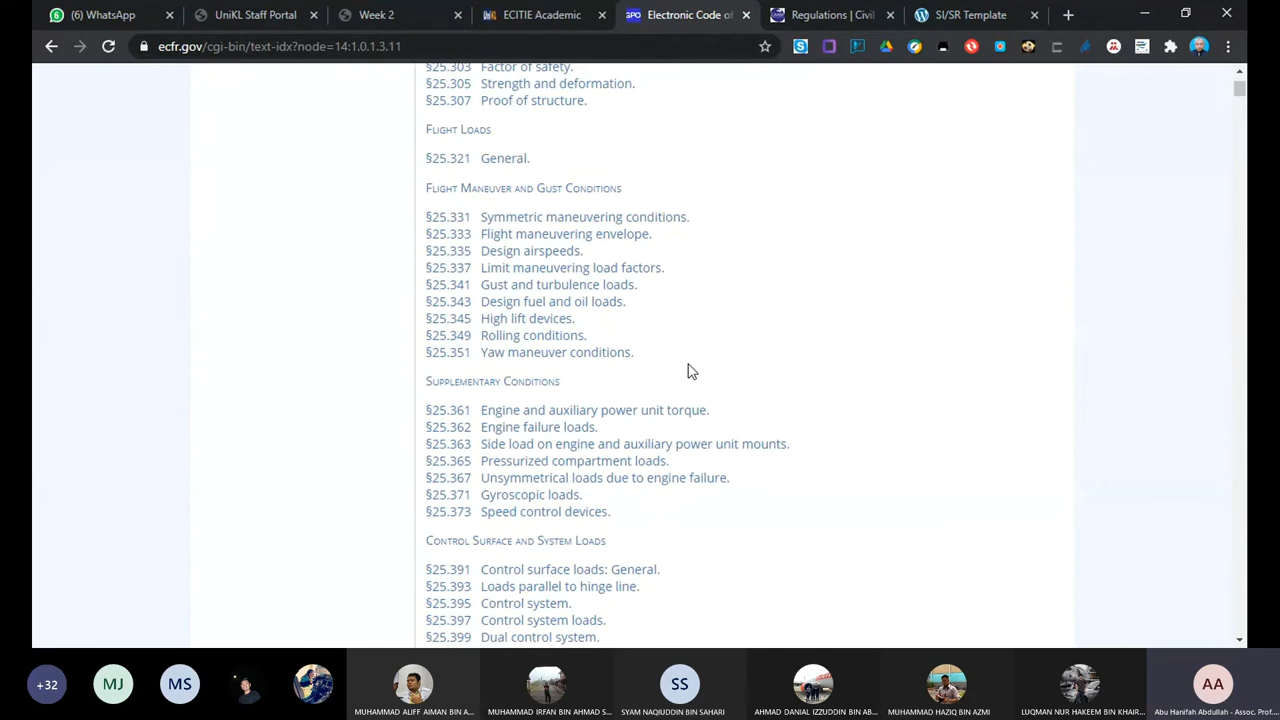 (6) WhatsApp
UniKL Staff Portal
Week 2
ECITIE Academic
GPO
Electronic Code of
Regulations | Civil
SI/SR Template
ecfr.gov/cgi-bin/text-idx?node=14:1.0.1.3.11
§25.303 Factor of safety.
§25.305 Strength and deformation.
§25.307 Proof of structure.
FLIGHT LOADS
§25.321 General.
FLIGHT MANEUVER AND GUST CONDITIONS
§25.331 Symmetric maneuvering conditions.
§25.333 Flight maneuvering envelope.
§25.335 Design airspeeds.
§25.337 Limit maneuvering load factors.
§25.341 Gust and turbulence loads.
§25.343 Design fuel and oil loads.
§25.345 High lift devices.
§25.349 Rolling conditions.
§25.351 Yaw maneuver conditions.
SUPPLEMENTARY CONDITIONS
§25.361 Engine and auxiliary power unit torque.
§25.362 Engine failure loads.
§25.363 Side load on engine and auxiliary power unit mounts.
§25.365 Pressurized compartment loads.
§25.367 Unsymmetrical loads due to engine failure.
§25.371 Gyroscopic loads.
§25.373 Speed control devices.
CONTROL SURFACE AND SYSTEM LOADS
§25.391 Control surface loads: General.
§25.393 Loads parallel to hinge line.
§25.395 Control system.
§25.397 Control system loads.
§25.399 Dual control system.
+32
MJ
MS
SS
AA
MUHAMMAD ALIFF AIMAN BIN A...
MUHAMMAD IRFAN BIN AHMAD S...
SYAM NAQIUDDIN BIN SAHARI
AHMAD DANIAL IZZUDDIN BIN AB...
MUHAMMAD HAZIQ BIN AZMI
LUQMAN NUR HAKEEM BIN KHAIR...
Abu Hanifah Abdullah - Assoc. Prof...